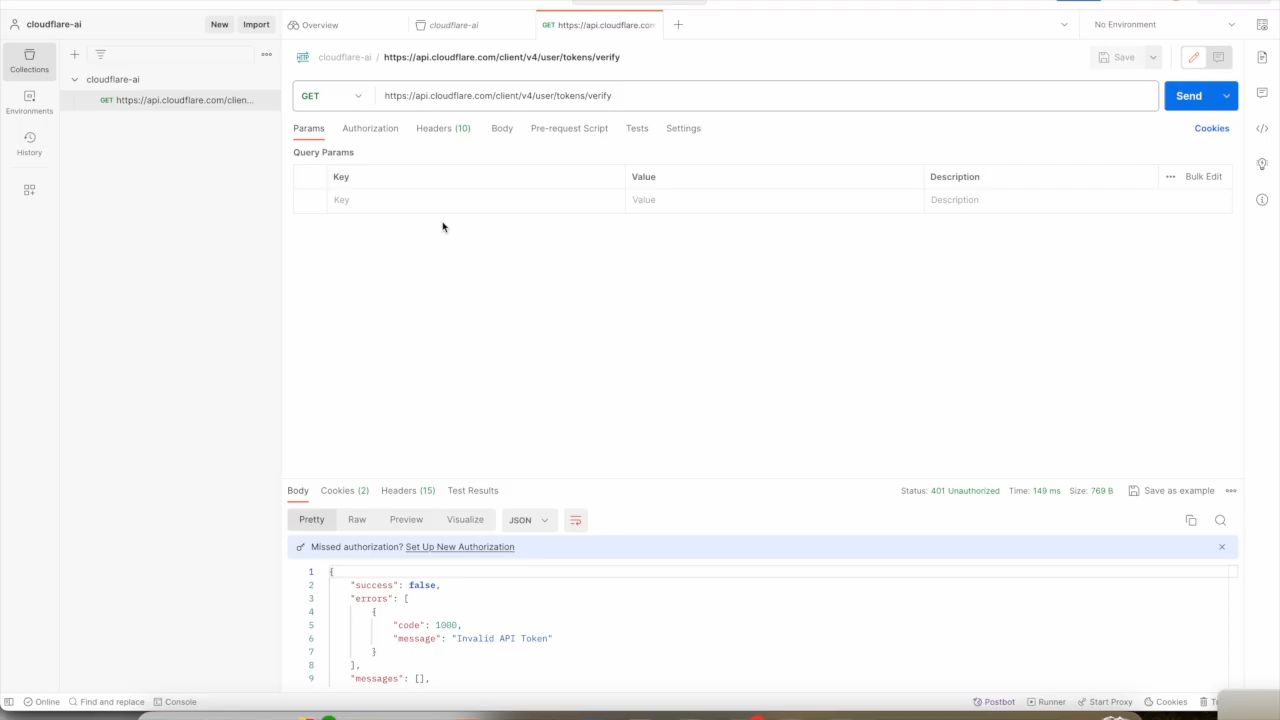 cloudflare-ai
New
Import
Overview
cloudflare-ai
GET https://api.cloudflare.com
No Environment
Collections
Environments
History
cloudflare-ai
GET https://api.cloudflare.com/clien...
cloudflare-ai / https://api.cloudflare.com/client/v4/user/tokens/verify
Save
GET
https://api.cloudflare.com/client/v4/user/tokens/verify
Send
Params
Authorization
Headers (10)
Body
Pre-request Script
Tests
Settings
Cookies
Query Params
Key
Value
Description
Bulk Edit
Key
Value
Description
Body
Cookies (2)
Headers (15)
Test Results
Status: 401 Unauthorized
Time: 149 ms
Size: 769 B
Save as example
Pretty
Raw
Preview
Visualize
JSON
Missed authorization? Set Up New Authorization
1 {
2 "success": false,
3 "errors": [
4 {
5 "code": 1000,
6 "message": "Invalid API Token"
7 }
8 ],
9 "messages": [],
Online
Find and replace
Console
Postbot
Runner
Start Proxy
Cookies